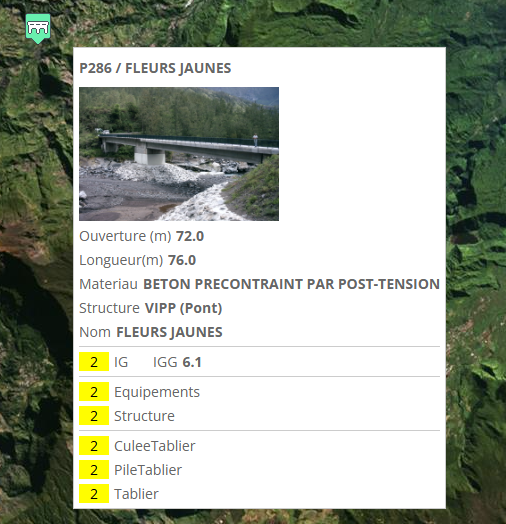 P286 / FLEURS JAUNES
Ouverture (m) 72.0
Longueur(m) 76.0
Materiau BETON PRECONTRAINT PAR POST-TENSION
Structure VIPP (Pont)
Nom FLEURS JAUNES
2 IG IGG 6.1
2 Equipements
2 Structure
2 CuleeTablier
2 PileTablier
2 Tablier